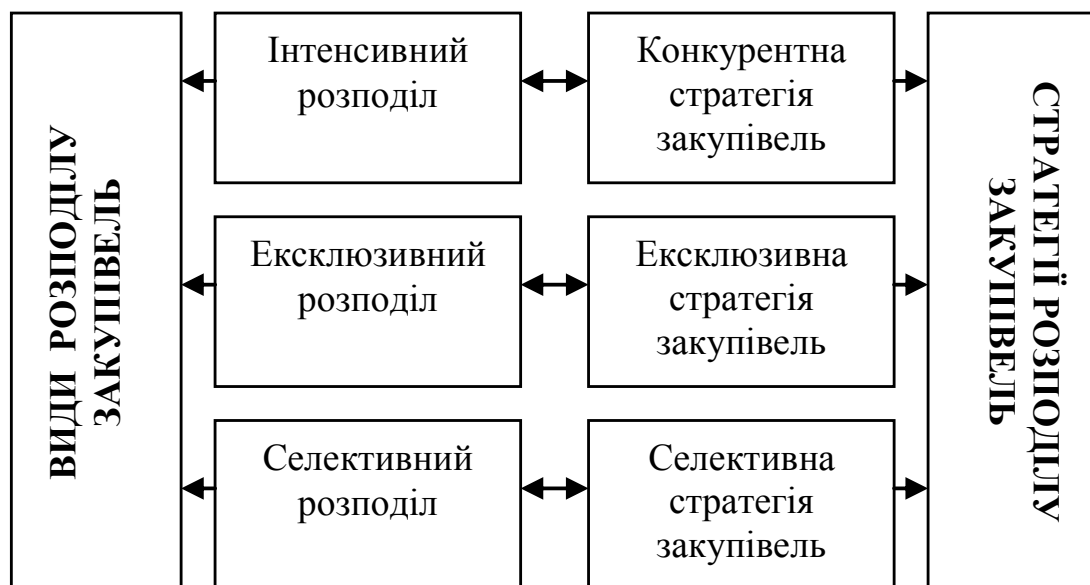 ВИДИ РОЗПОДІЛУ
ЗАКУПІВЕЛЬ
Інтенсивний
розподіл
Конкурентна
стратегія
закупівель
Ексклюзивний
розподіл
Ексклюзивна
стратегія
закупівель
Селективний
розподіл
Селективна
стратегія
закупівель
СТРАТЕГІЇ РОЗПОДІЛУ
ЗАКУПІВЕЛЬ